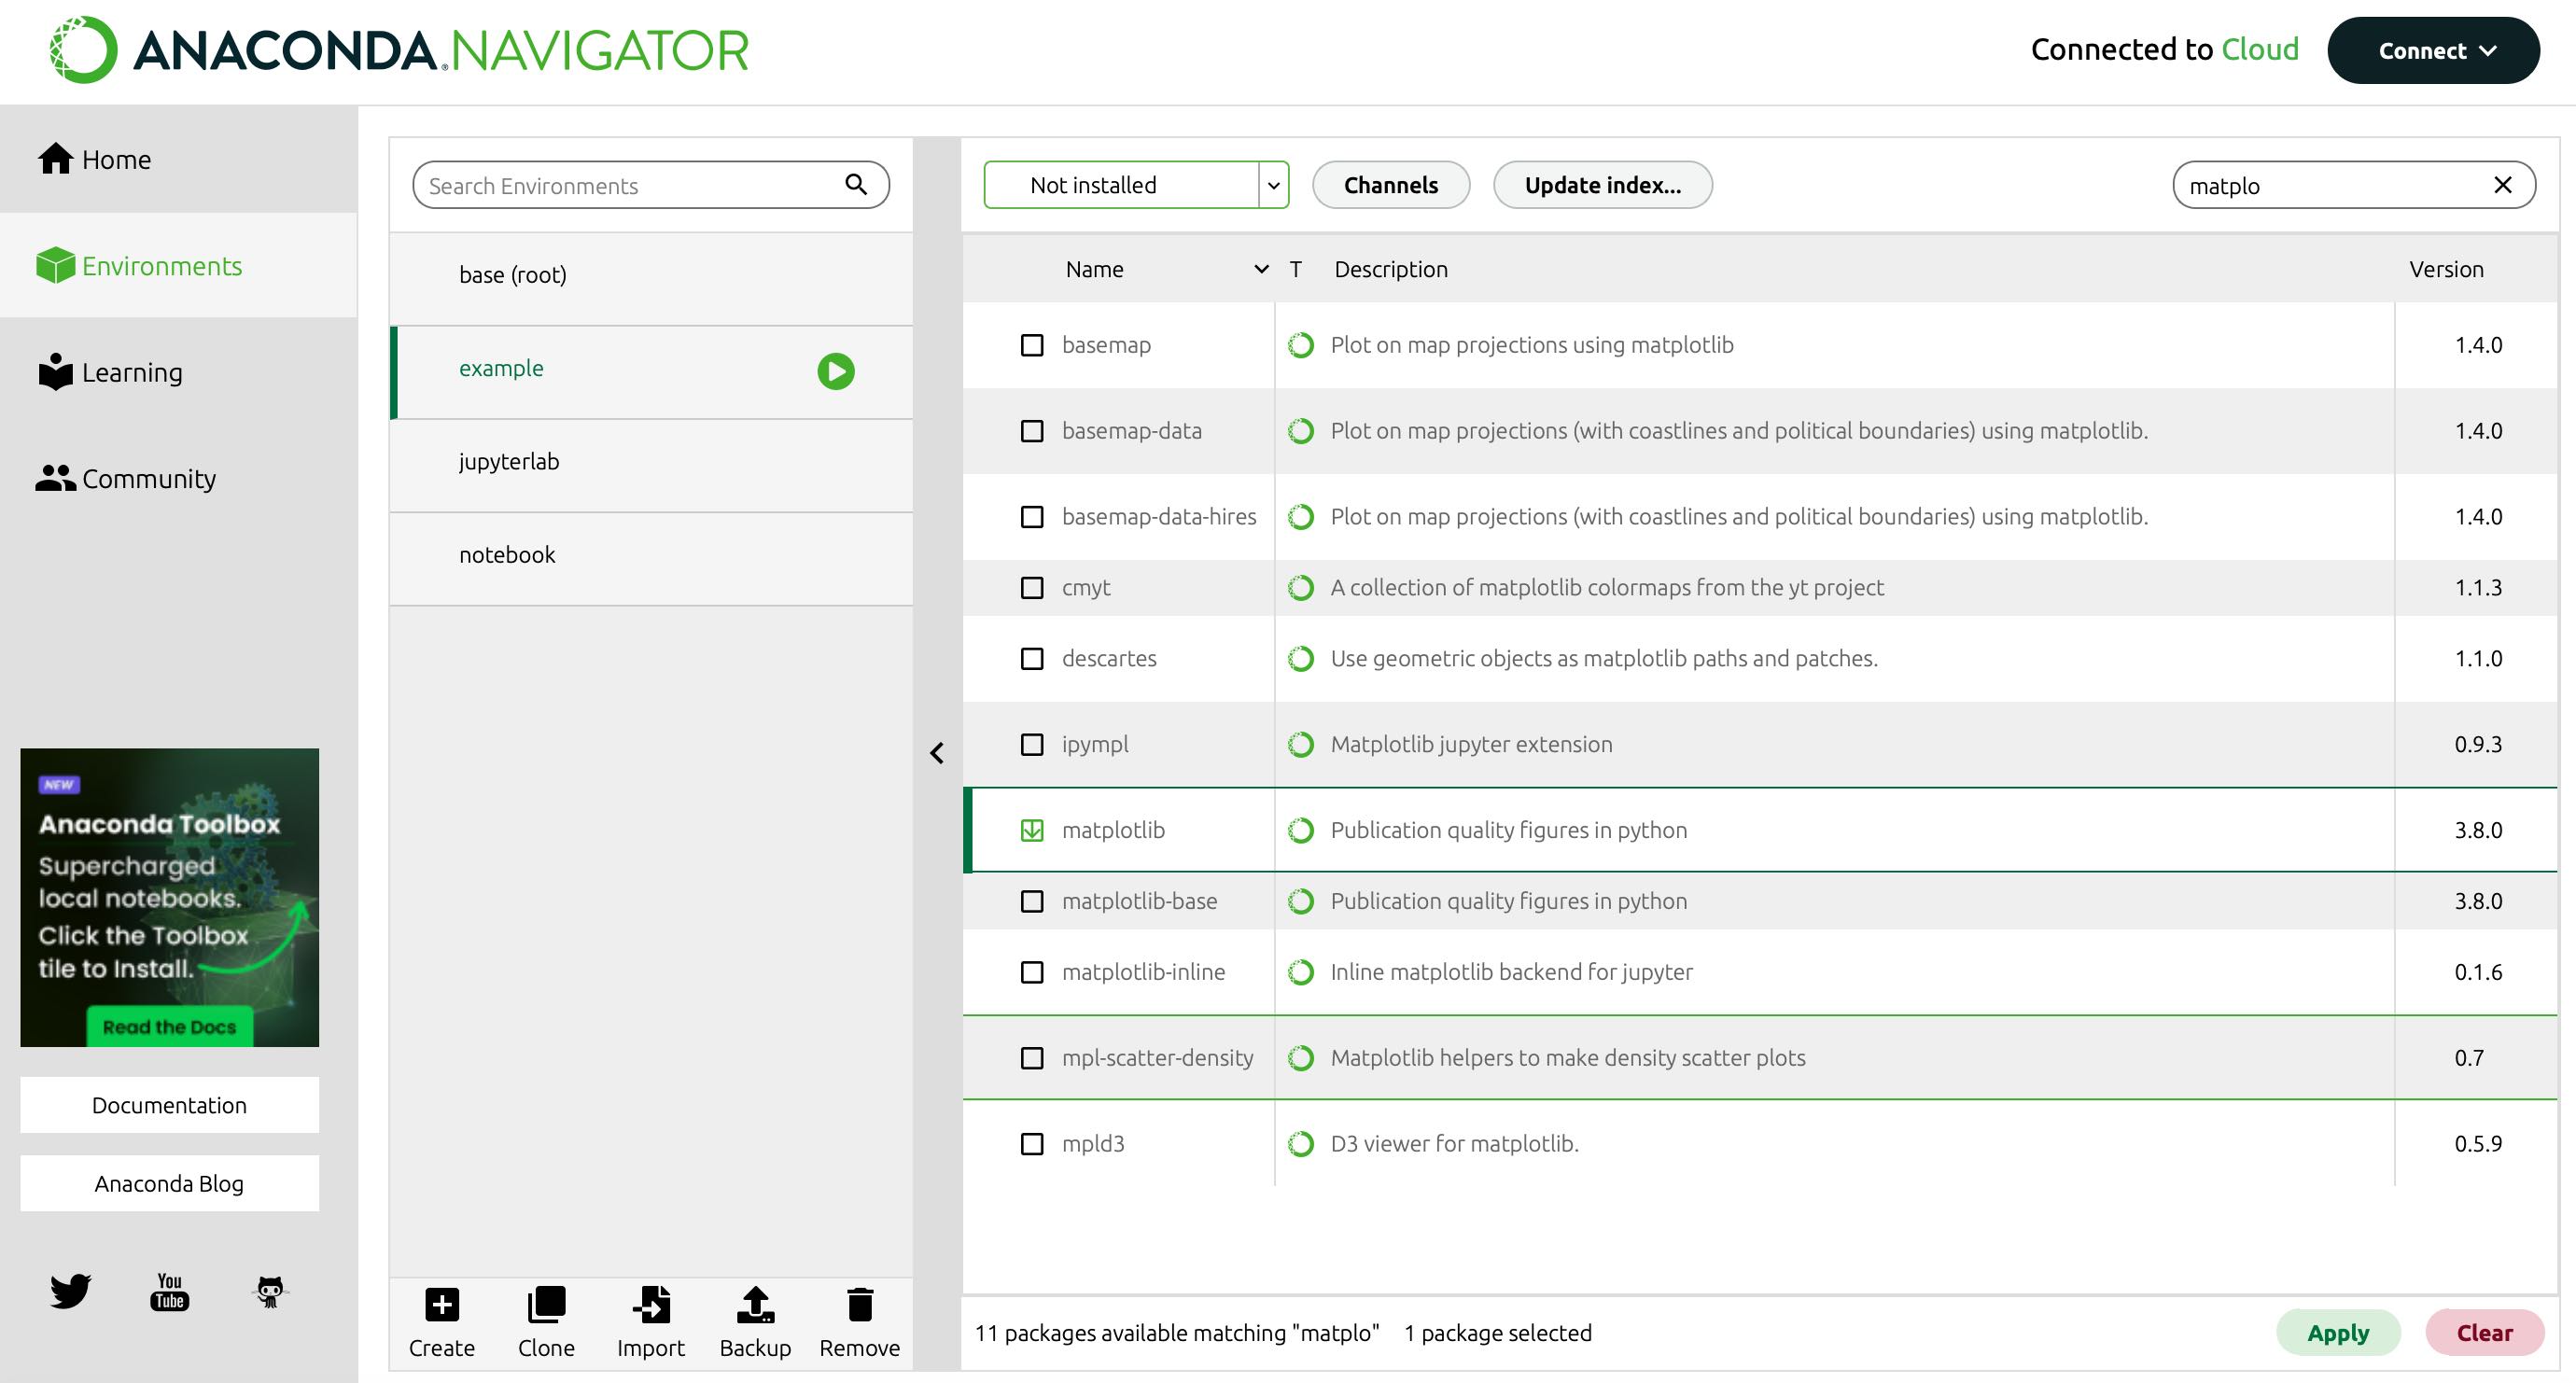 ANACONDA.NAVIGATOR
Connected to Cloud
Connect
Home
Environments
Learning
Community
NEW
Anaconda Toolbox
Supercharged
local notebooks.
Click the Toolbox
tile to Install.
Read the Docs
Documentation
Anaconda Blog
You
Tube
Search Environments
base (root)
example
jupyterlab
notebook
Create Clone Import Backup Remove
Not installed Channels Update index... matplo
Name T Description Version
basemap Plot on map projections using matplotlib 1.4.0
basemap-data Plot on map projections (with coastlines and political boundaries) using matplotlib. 1.4.0
basemap-data-hires Plot on map projections (with coastlines and political boundaries) using matplotlib. 1.4.0
cmyt A collection of matplotlib colormaps from the yt project 1.1.3
descartes Use geometric objects as matplotlib paths and patches. 1.1.0
ipympl Matplotlib jupyter extension 0.9.3
matplotlib Publication quality figures in python 3.8.0
matplotlib-base Publication quality figures in python 3.8.0
matplotlib-inline Inline matplotlib backend for jupyter 0.1.6
mpl-scatter-density Matplotlib helpers to make density scatter plots 0.7
mpld3 D3 viewer for matplotlib. 0.5.9
11 packages available matching "matplo" 1 package selected
Apply Clear